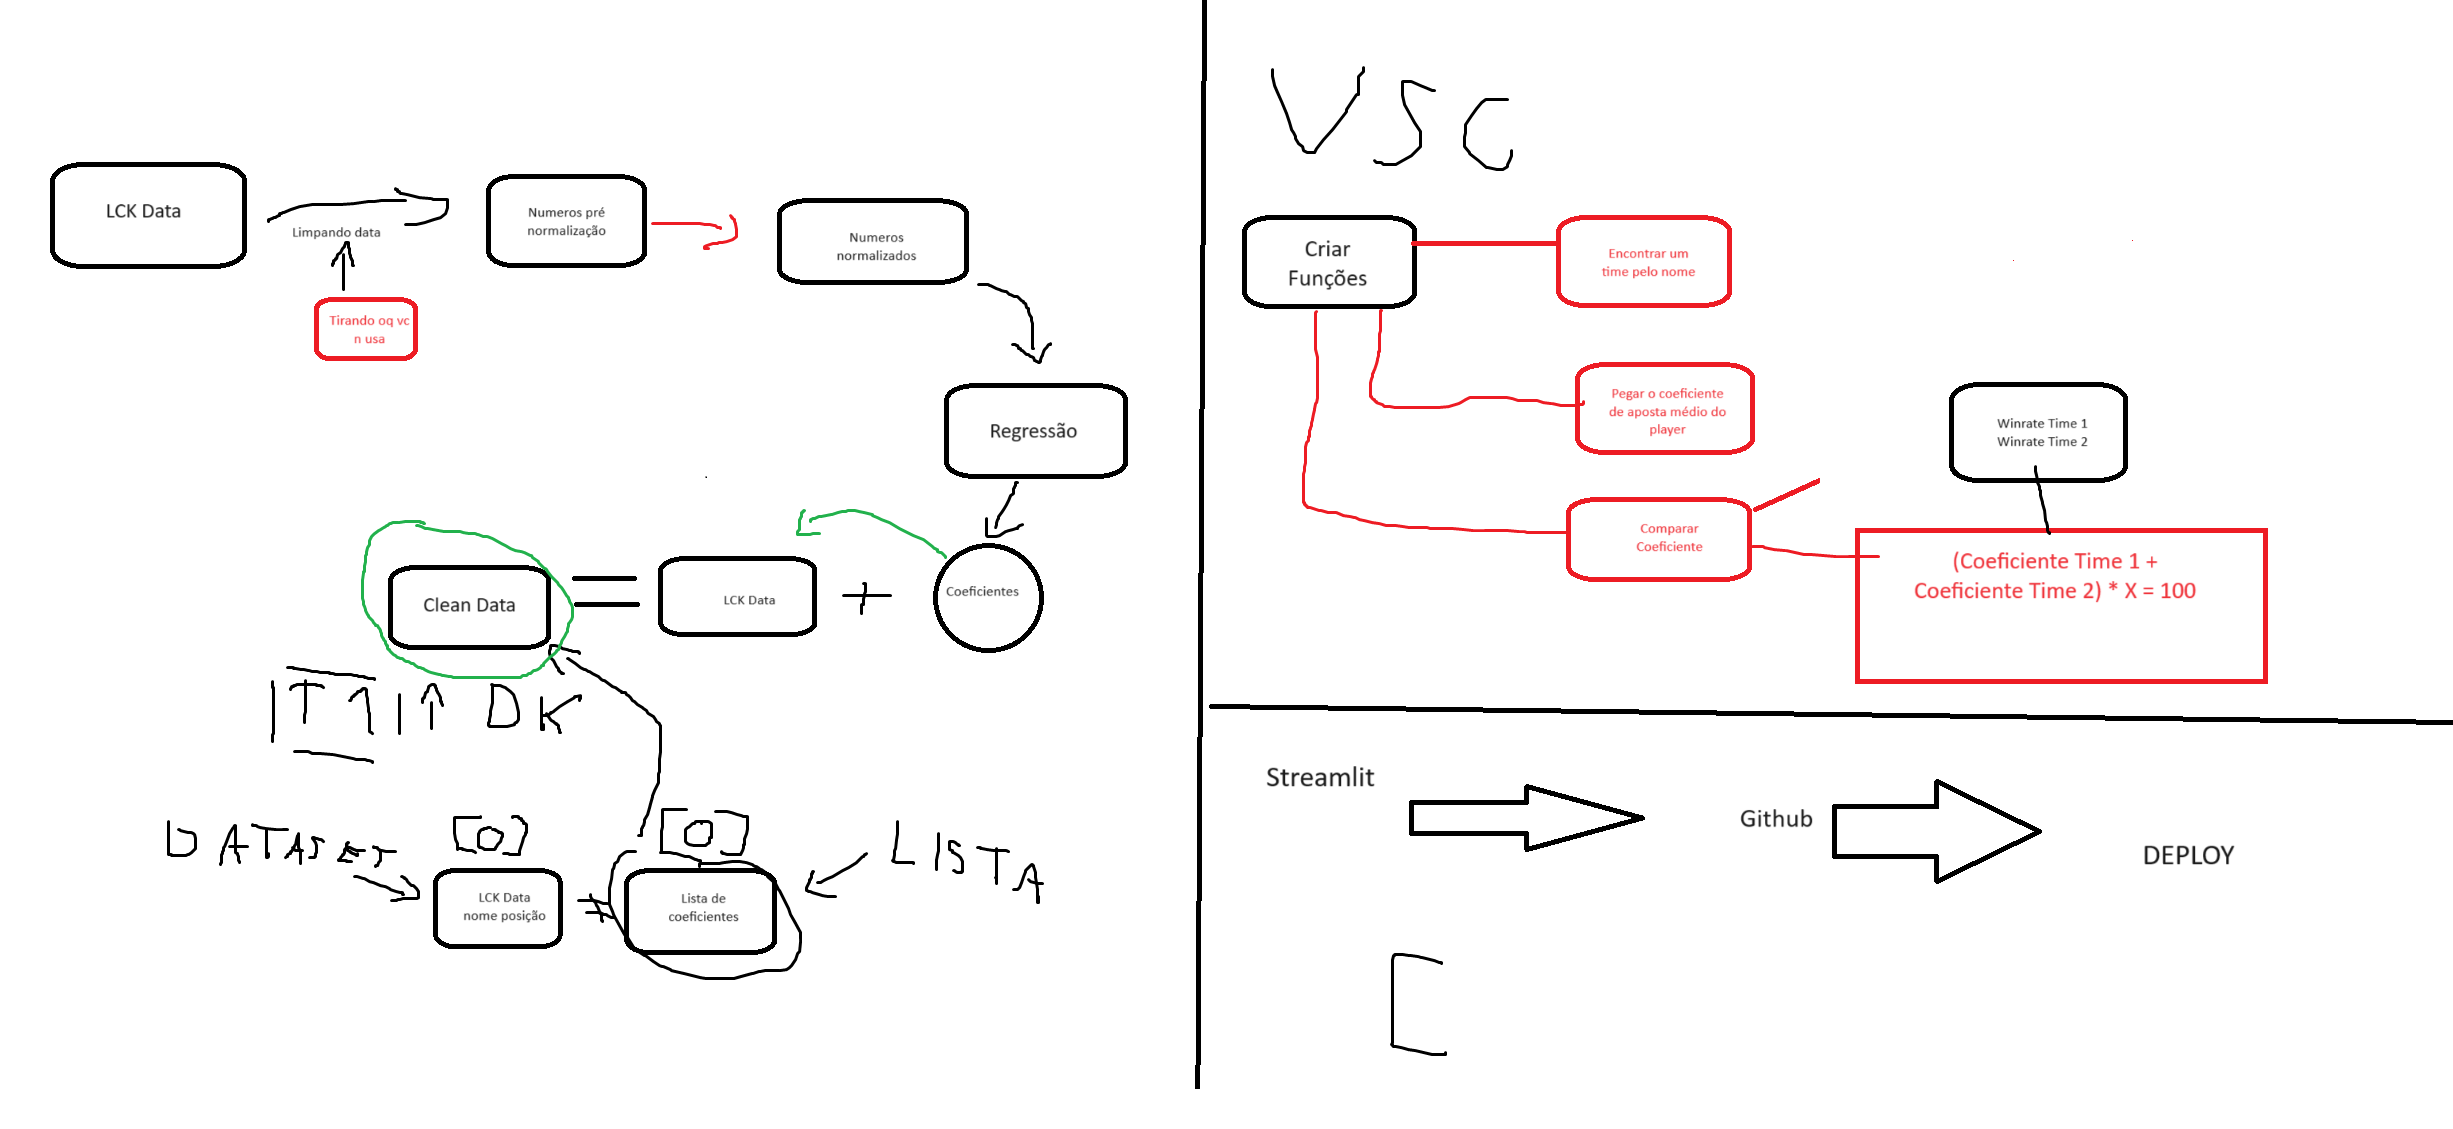 LCK Data
Limpando data
Tirando oq vc
n usa
Numeros pré
normalização
Numeros
normalizados
Regressão
Coeficientes
LCK Data
+
=
Clean Data
|T1|↑ DK
DATASET
[0]
[0]
LISTA
LCK Data
nome posição
Lista de
coeficientes
VSC
Criar
Funções
Encontrar um
time pelo nome
Pegar o coeficiente
de aposta médio do
player
Comparar
Coeficiente
Winrate Time 1
Winrate Time 2
(Coeficiente Time 1 +
Coeficiente Time 2) * X = 100
Streamlit
Github
DEPLOY
[